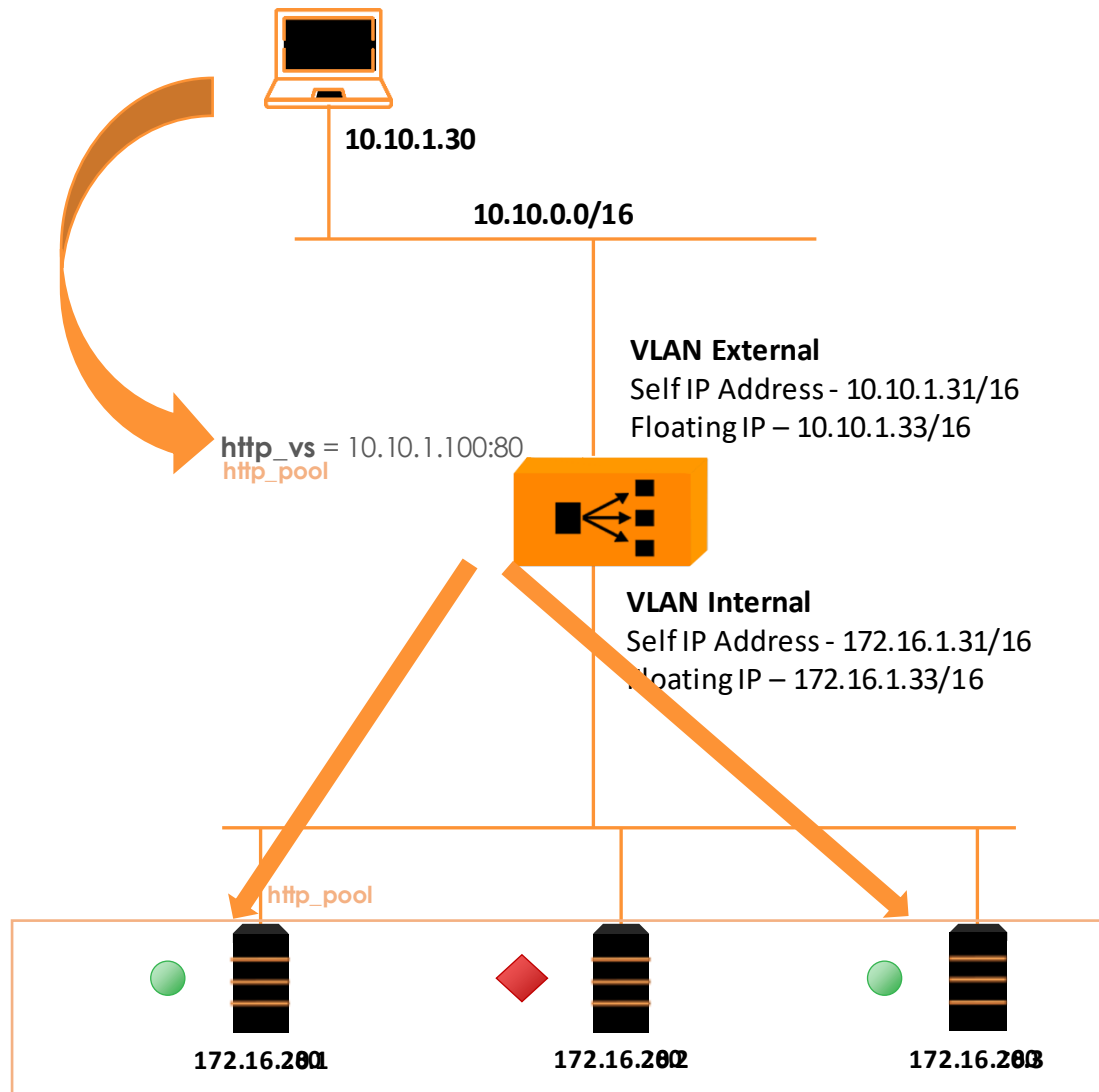 10.10.1.30
10.10.0.0/16
VLAN External
Self IP Address - 10.10.1.31/16
Floating IP – 10.10.1.33/16
http_vs = 10.10.1.100:80
http_pool
VLAN Internal
Self IP Address - 172.16.1.31/16
Floating IP – 172.16.1.33/16
http_pool